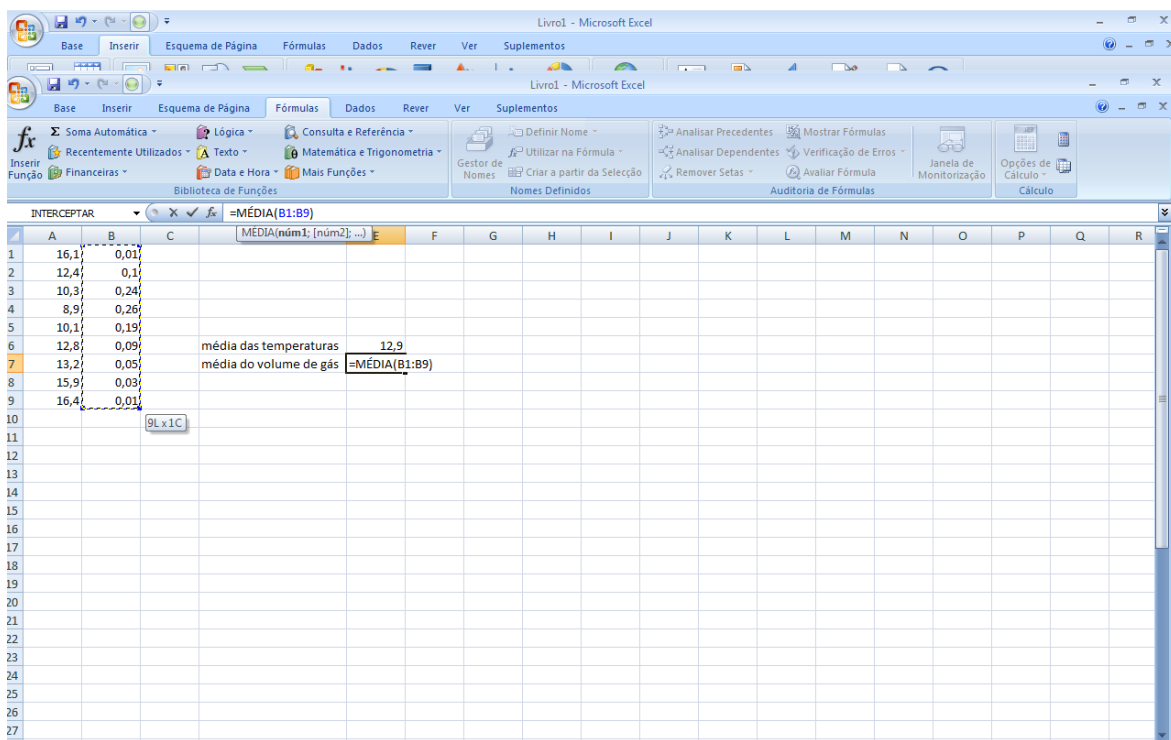 Livro1 - Microsoft Excel
Base Inserir Esquema de Página Fórmulas Dados Rever Ver Suplementos
Livro1 - Microsoft Excel
Base Inserir Esquema de Página Fórmulas Dados Rever Ver Suplementos
fx Σ Soma Automática Lógica Consulta e Referência Definir Nome Analisar Precedentes Mostrar Fórmulas
Inserir Função Recentemente Utilizados A Texto Matemática e Trigonometria Gestor de Nomes fx Utilizar na Fórmula Analisar Dependentes Verificação de Erros Janela de Monitorização Opções de Cálculo
Financeiras Data e Hora Mais Funções Criar a partir da Selecção Remover Setas Avaliar Fórmula
Biblioteca de Funções Nomes Definidos Auditoria de Fórmulas Cálculo
INTERCEPTAR fx =MÉDIA(B1:B9)
MÉDIA(núm1; [núm2]; ...)
A B C E F G H I J K L M N O P Q R
1 16,1 0,01
2 12,4 0,1
3 10,3 0,24
4 8,9 0,26
5 10,1 0,19
6 12,8 0,09 média das temperaturas 12,9
7 13,2 0,05 média do volume de gás =MÉDIA(B1:B9)
8 15,9 0,03
9 16,4 0,01
10 9L x 1C
11
12
13
14
15
16
17
18
19
20
21
22
23
24
25
26
27